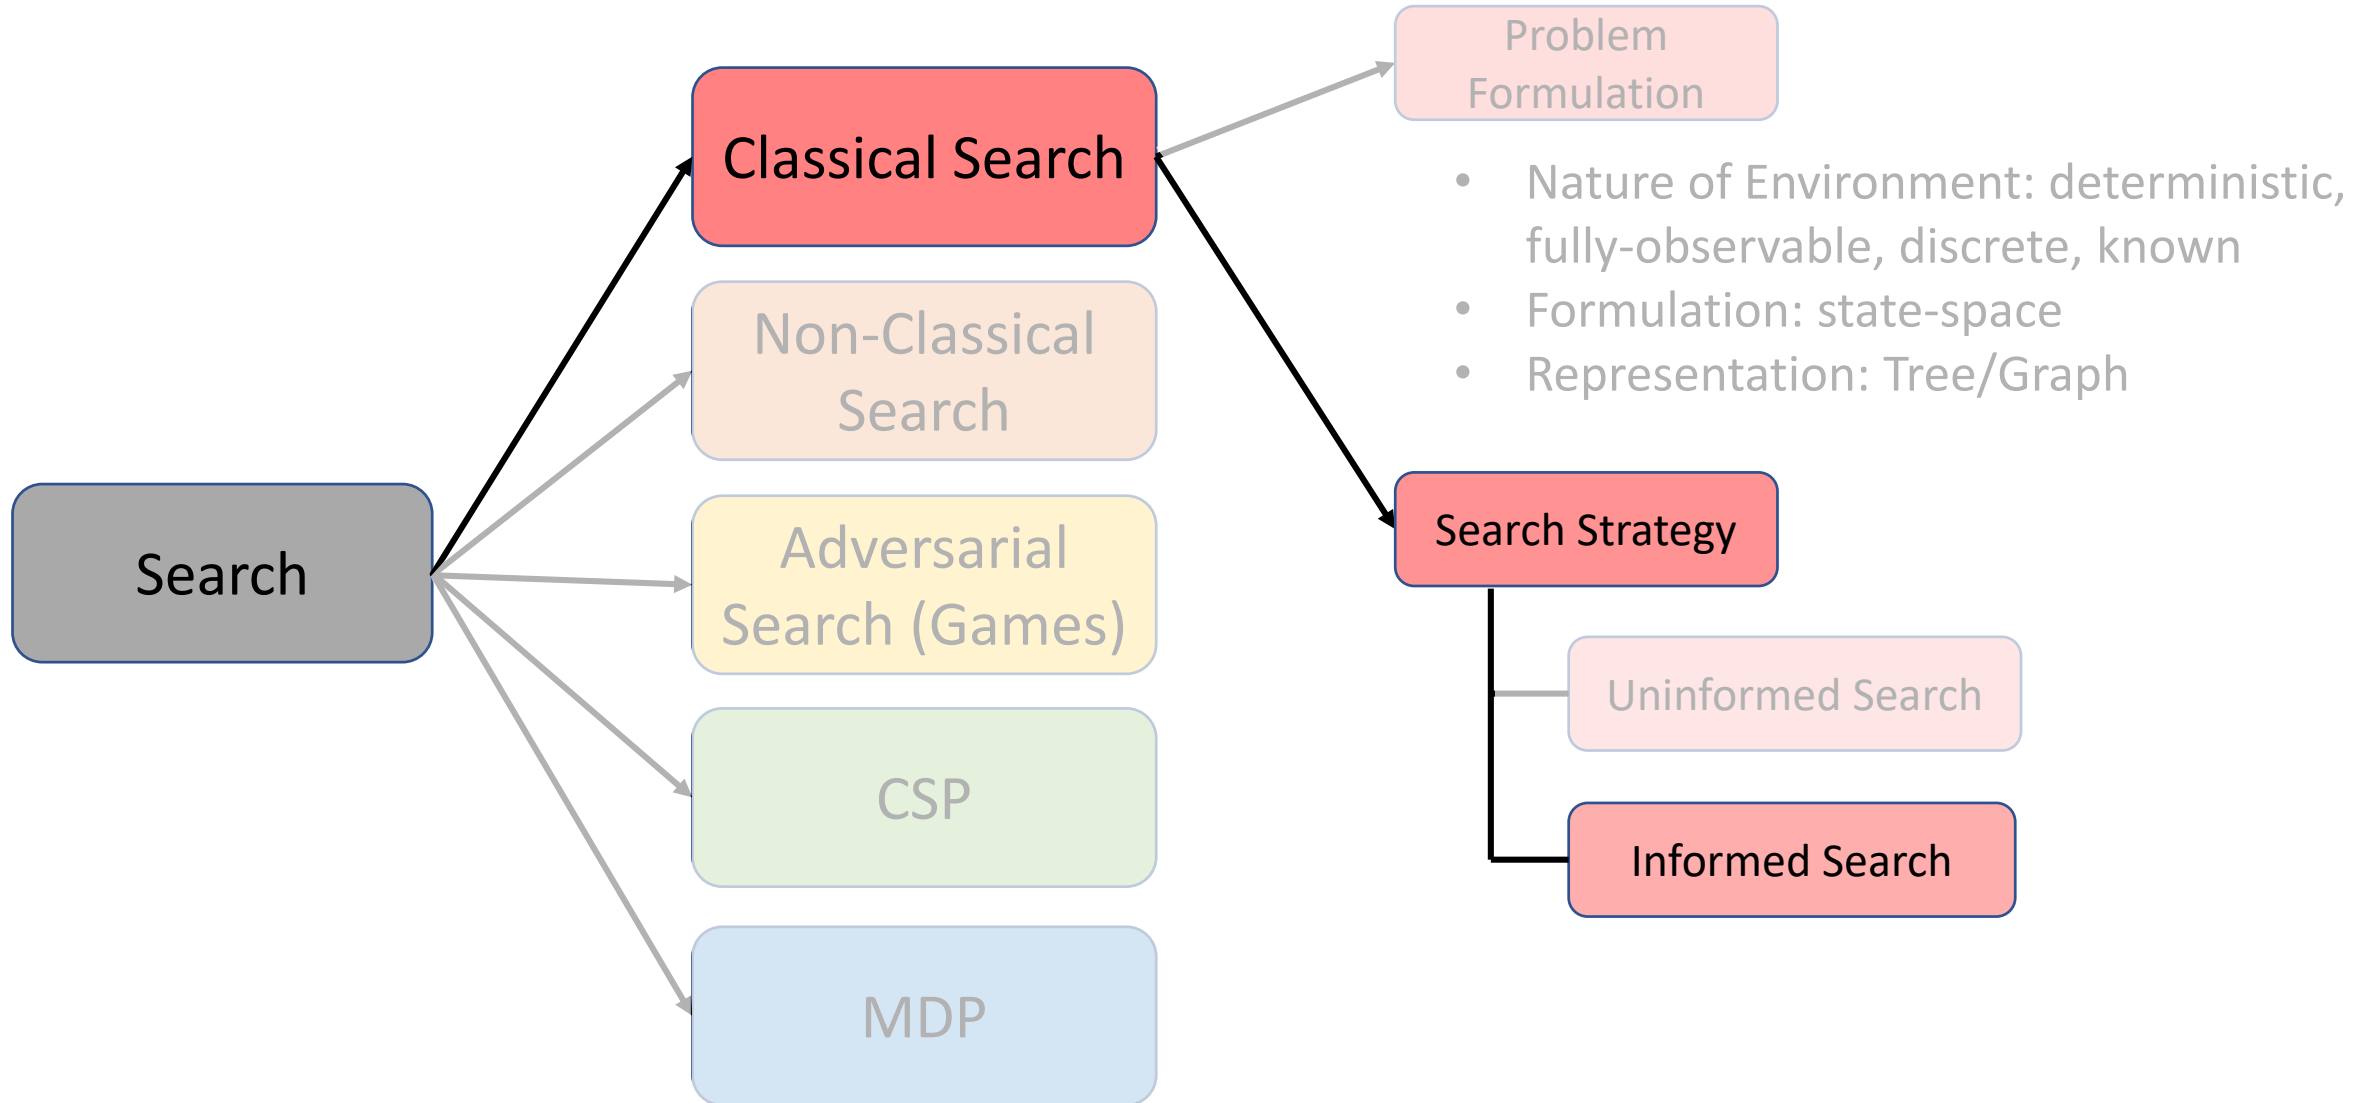 Search
Classical Search
Non-Classical
Search
Adversarial
Search (Games)
CSP
MDP
Problem
Formulation
• Nature of Environment: deterministic,
fully-observable, discrete, known
• Formulation: state-space
• Representation: Tree/Graph
Search Strategy
Uninformed Search
Informed Search